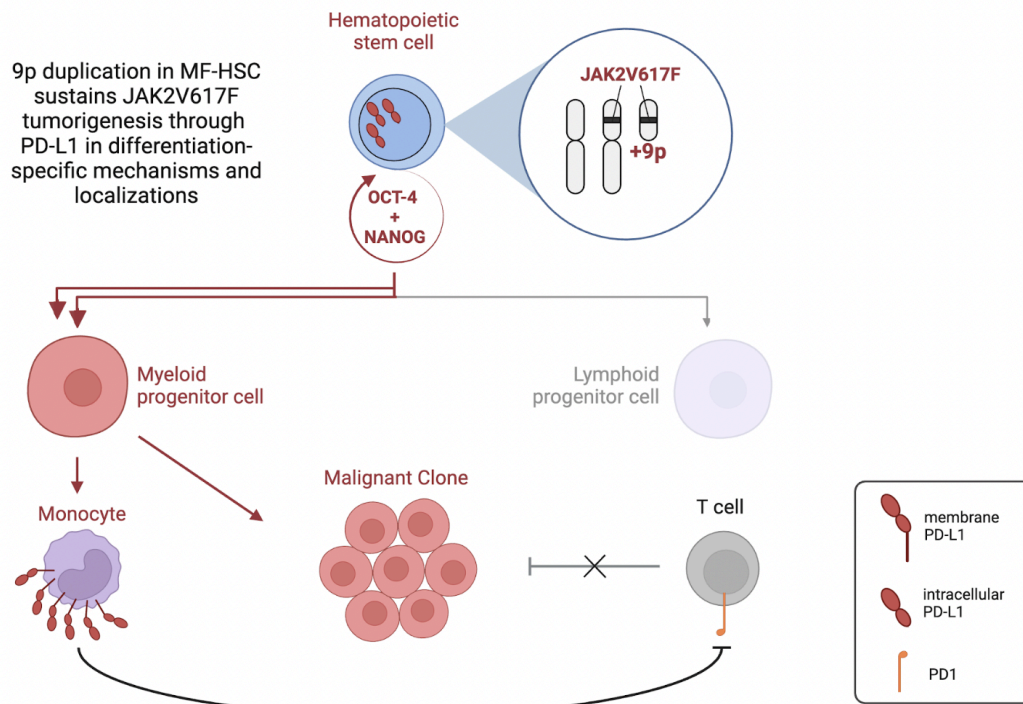 Hematopoietic
stem cell
9p duplication in MF-HSC
sustains JAK2V617F
tumorigenesis through
PD-L1 in differentiation-
specific mechanisms and
localizations
JAK2V617F
+9p
OCT-4
+
NANOG
Myeloid
progenitor cell
Lymphoid
progenitor cell
Monocyte
Malignant Clone
T cell
membrane
PD-L1
intracellular
PD-L1
PD1